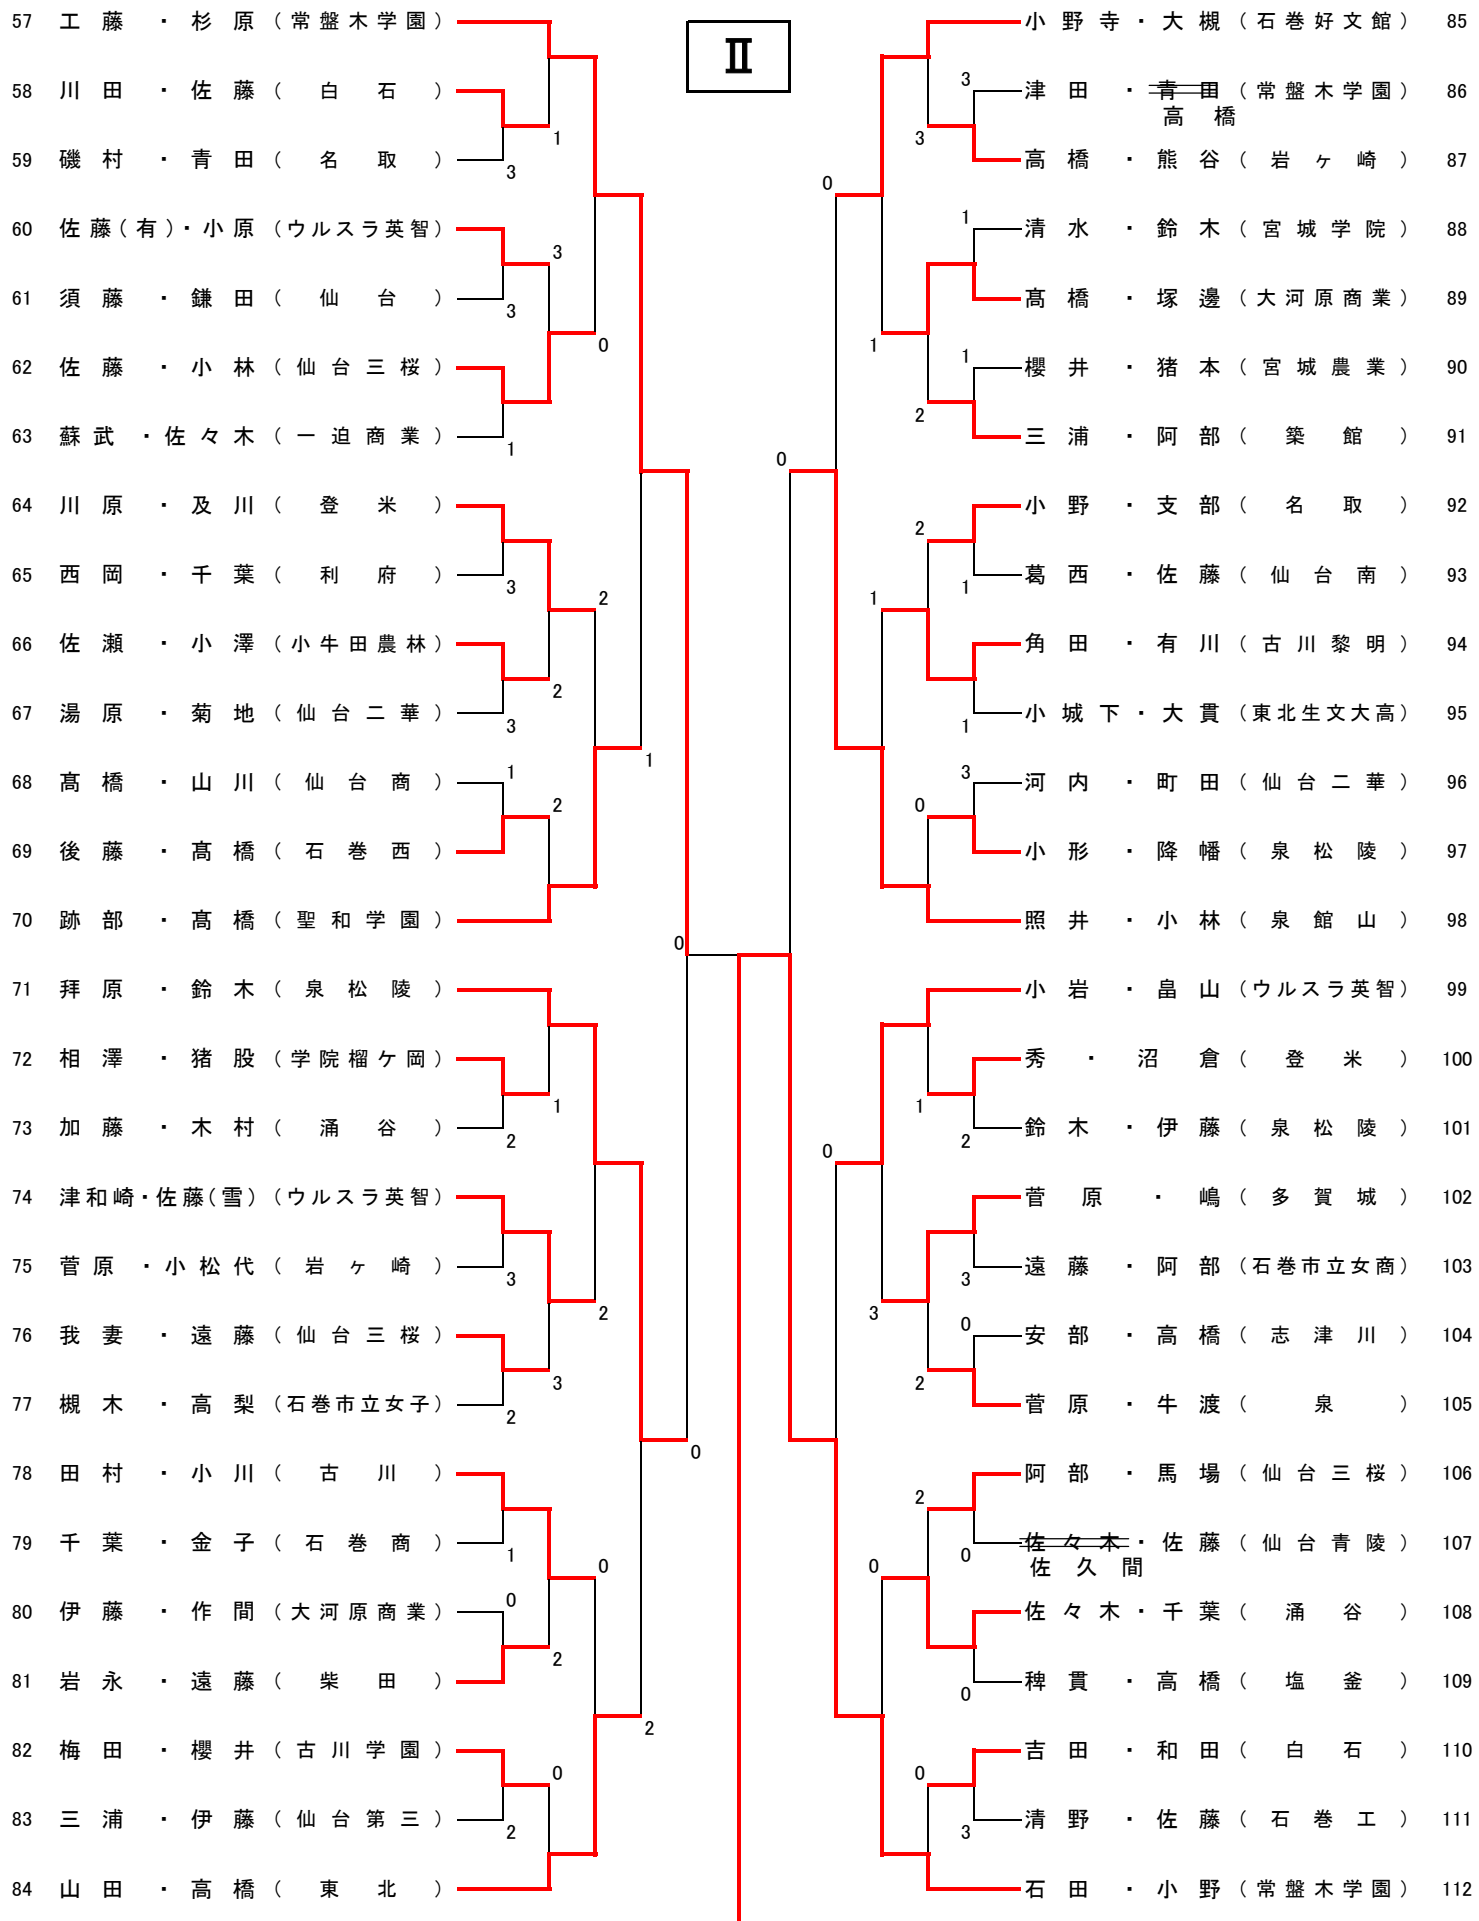 Ⅱ
57 工藤・杉原(常盤木学園)
58 川田・佐藤(白石)
1
59 磯村・青田(名取)
3
60 佐藤(有)・小原(ウルスラ英智)
3
61 須藤・鎌田(仙台)
3
0
62 佐藤・小林(仙台三桜)
63 蘇武・佐々木(一迫商業)
1
64 川原・及川(登米)
65 西岡・千葉(利府)
3
2
66 佐瀬・小澤(小牛田農林)
2
67 湯原・菊地(仙台二華)
3
1
68 髙橋・山川(仙台商)
1
2
69 後藤・髙橋(石巻西)
70 跡部・髙橋(聖和学園)
0
71 拝原・鈴木(泉松陵)
72 相澤・猪股(学院榴ケ岡)
1
73 加藤・木村(涌谷)
2
74 津和崎・佐藤(雪)(ウルスラ英智)
75 菅原・小松代(岩ヶ崎)
3
2
76 我妻・遠藤(仙台三桜)
3
77 槻木・高梨(石巻市立女子)
2
0
78 田村・小川(古川)
79 千葉・金子(石巻商)
1
0
80 伊藤・作間(大河原商業)
0
2
81 岩永・遠藤(柴田)
2
82 梅田・櫻井(古川学園)
0
83 三浦・伊藤(仙台第三)
2
84 山田・高橋(東北)
小野寺・大槻(石巻好文館) 85
3
津田・青田(常盤木学園) 86
高橋
3
高橋・熊谷(岩ヶ崎) 87
0
1
清水・鈴木(宮城学院) 88
髙橋・塚邊(大河原商業) 89
1
1
櫻井・猪本(宮城農業) 90
2
三浦・阿部(築館) 91
0
小野・支部(名取) 92
2
葛西・佐藤(仙台南) 93
1
1
角田・有川(古川黎明) 94
小城下・大貫(東北生文大高) 95
1
3
河内・町田(仙台二華) 96
0
小形・降幡(泉松陵) 97
照井・小林(泉館山) 98
小岩・畠山(ウルスラ英智) 99
秀・沼倉(登米) 100
1
鈴木・伊藤(泉松陵) 101
2
0
菅原・嶋(多賀城) 102
遠藤・阿部(石巻市立女商) 103
3
3
0
安部・高橋(志津川) 104
2
菅原・牛渡(泉) 105
阿部・馬場(仙台三桜) 106
2
佐々木・佐藤(仙台青陵) 107
佐久間
0
0
佐々木・千葉(涌谷) 108
稗貫・高橋(塩釜) 109
0
吉田・和田(白石) 110
0
清野・佐藤(石巻工) 111
3
石田・小野(常盤木学園) 112